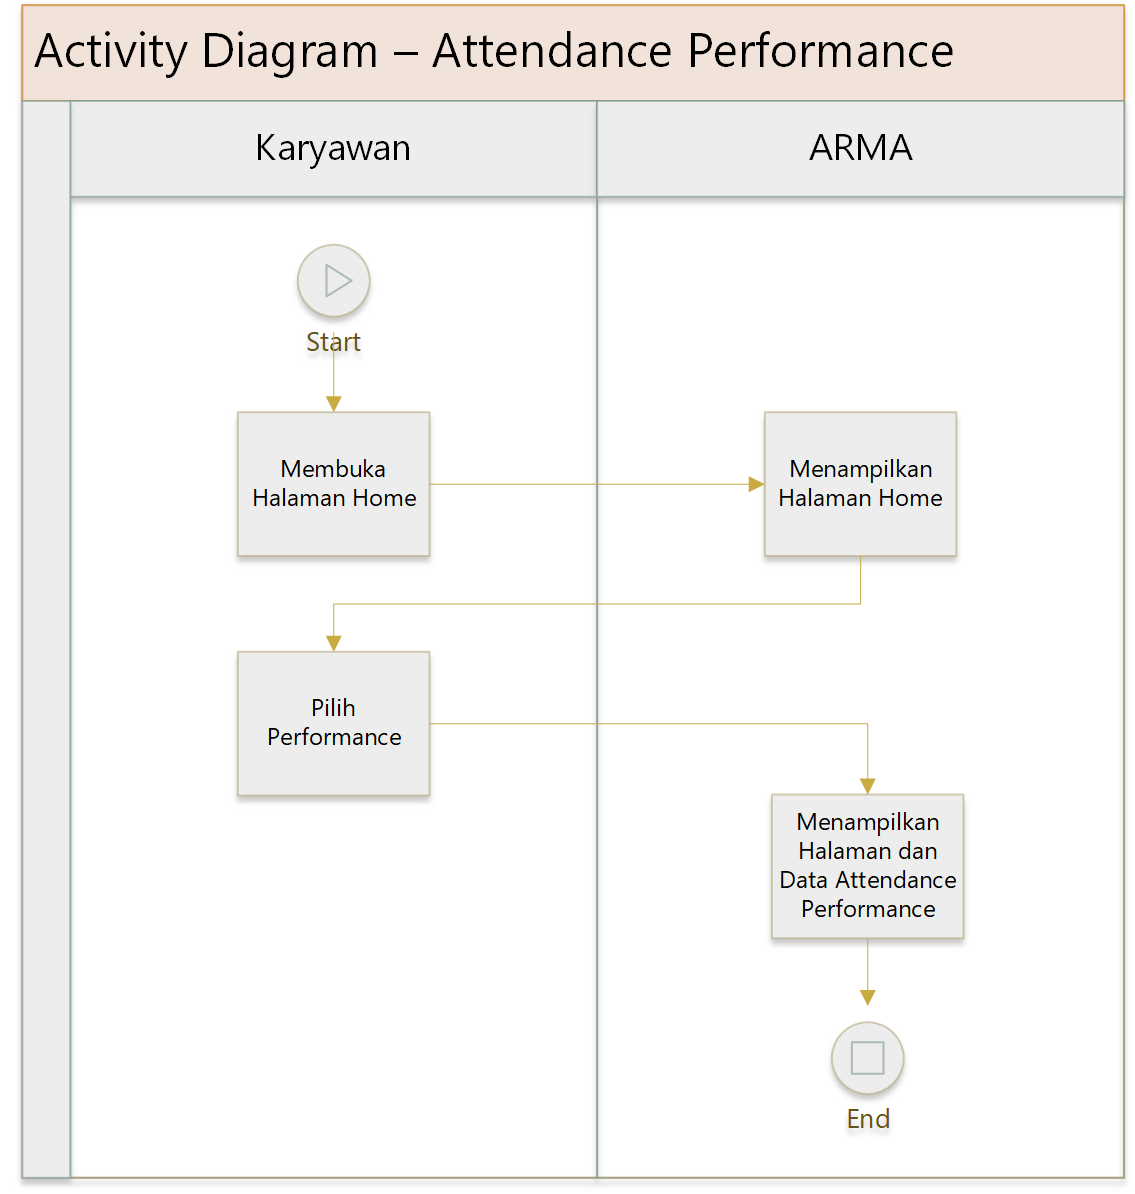 Activity Diagram – Attendance Performance
Karyawan
ARMA
Start
Membuka
Halaman Home
Menampilkan
Halaman Home
Pilih
Performance
Menampilkan
Halaman dan
Data Attendance
Performance
End